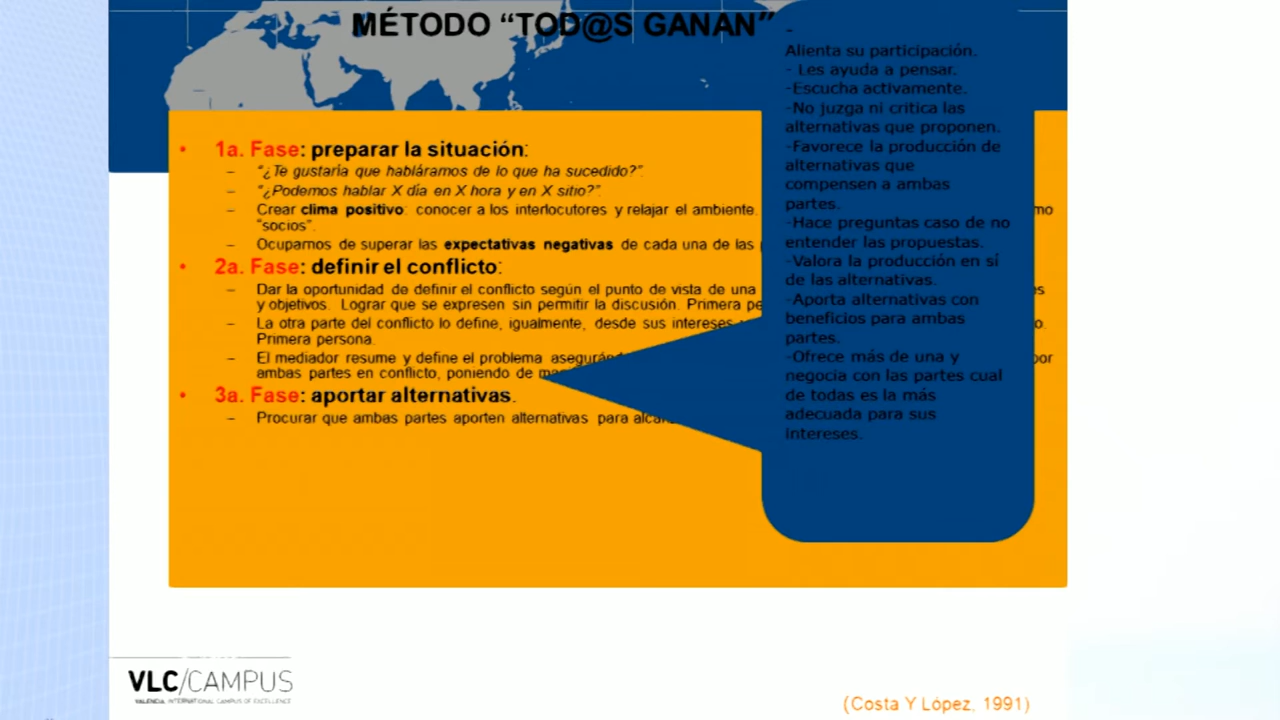 MÉTODO “TOD@S GANAN”
• 1a. Fase: preparar la situación:
– “¿Te gustaría que habláramos de lo que ha sucedido?”
– “¿Podemos hablar X día en X hora y en X sitio?”.
– Crear clima positivo: conocer a los interlocutores y relajar el ambiente.
“socios”.
– Ocuparnos de superar las expectativas negativas de cada una de las
• 2a. Fase: definir el conflicto:
– Dar la oportunidad de definir el conflicto según el punto de vista de una
y objetivos. Lograr que se expresen sin permitir la discusión. Primera
– La otra parte del conflicto lo define, igualmente, desde sus intereses
Primera persona.
– El mediador resume y define el problema
ambas partes en conflicto, poniendo de
• 3a. Fase: aportar alternativas.
– Procurar que ambas partes aporten alternativas para
-
Alienta su participación.
- Les ayuda a pensar.
-Escucha activamente.
-No juzga ni critica las
alternativas que proponen.
-Favorece la producción de
alternativas que
compensen a ambas
partes.
-Hace preguntas caso de no
entender las propuestas.
-Valora la producción en sí
de las alternativas.
-Aporta alternativas con
beneficios para ambas
partes.
-Ofrece más de una y
negocia con las partes cual
de todas es la más
adecuada para sus
intereses.
VLC/CAMPUS
VALENCIA INTERNATIONAL CAMPUS OF EXCELLENCE
(Costa Y López, 1991)